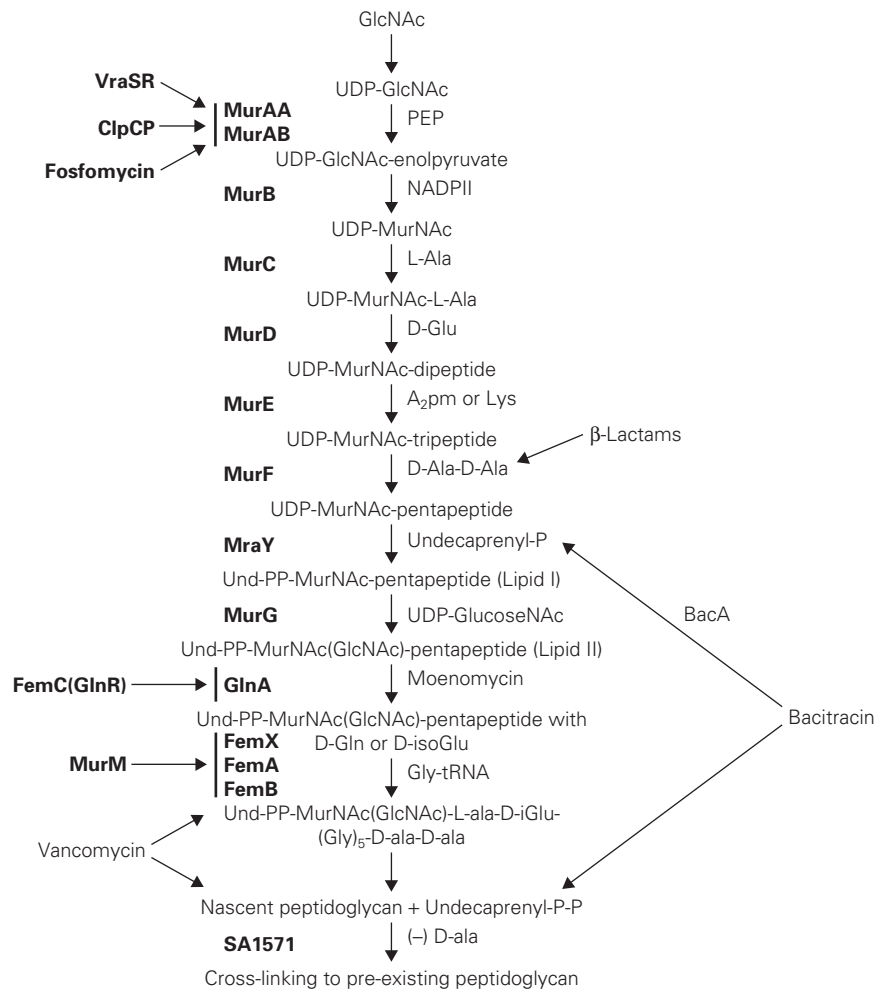 GlcNAc
VraSR
UDP-GlcNAc
MurAA
PEP
ClpCP
MurAB
Fosfomycin
UDP-GlcNAc-enolpyruvate
MurB
NADPII
UDP-MurNAc
MurC
L-Ala
UDP-MurNAc-L-Ala
MurD
D-Glu
UDP-MurNAc-dipeptide
MurE
A₂pm or Lys
UDP-MurNAc-tripeptide
β-Lactams
MurF
D-Ala-D-Ala
UDP-MurNAc-pentapeptide
MraY
Undecaprenyl-P
Und-PP-MurNAc-pentapeptide (Lipid I)
MurG
UDP-GlucoseNAc
BacA
Und-PP-MurNAc(GlcNAc)-pentapeptide (Lipid II)
FemC(GlnR)
GlnA
Moenomycin
Und-PP-MurNAc(GlcNAc)-pentapeptide with
D-Gln or D-isoGlu
Bacitracin
FemX
MurM
FemA
Gly-tRNA
FemB
Und-PP-MurNAc(GlcNAc)-L-ala-D-iGlu-
(Gly)₅-D-ala-D-ala
Vancomycin
Nascent peptidoglycan + Undecaprenyl-P-P
SA1571
(–) D-ala
Cross-linking to pre-existing peptidoglycan